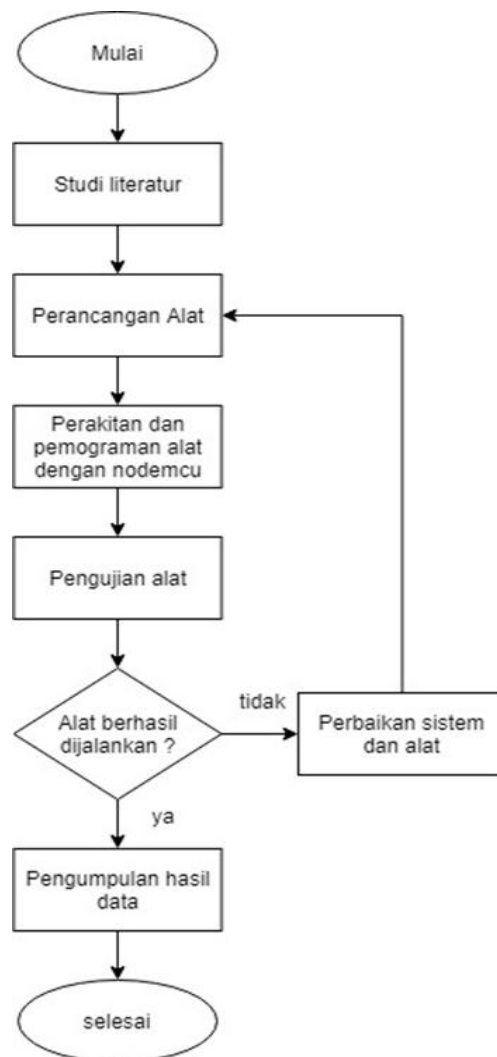 Mulai
Studi literatur
Perancangan Alat
Perakitan dan
pemograman alat
dengan nodemcu
Pengujian alat
Alat berhasil
dijalankan ?
tidak
Perbaikan sistem
dan alat
ya
Pengumpulan hasil
data
selesai